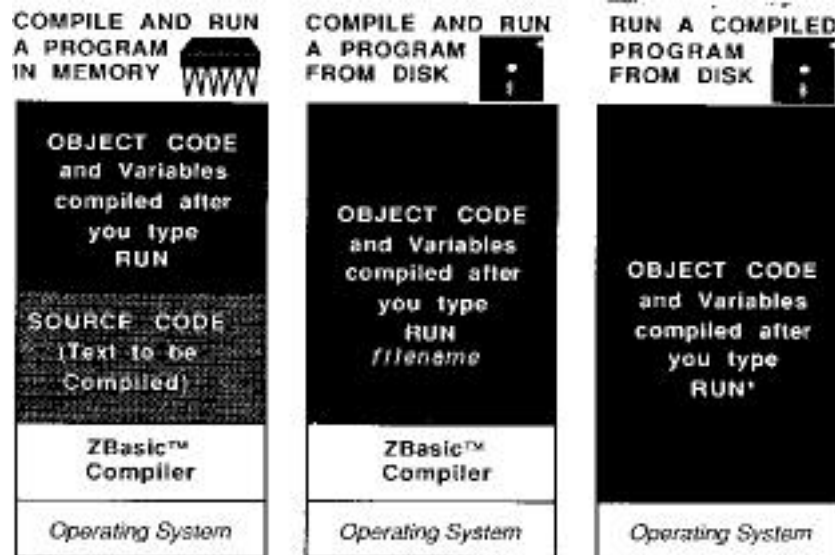 COMPILE AND RUN
A PROGRAM
IN MEMORY
OBJECT CODE
and Variables
compiled after
you type
RUN
SOURCE CODE
(Text to be
Compiled)
ZBasic™
Compiler
Operating System
COMPILE AND RUN
A PROGRAM
FROM DISK
OBJECT CODE
and Variables
compiled after
you type
RUN
filename
ZBasic™
Compiler
Operating System
RUN A COMPILED
PROGRAM
FROM DISK
OBJECT CODE
and Variables
compiled after
you type
RUN*
Operating System